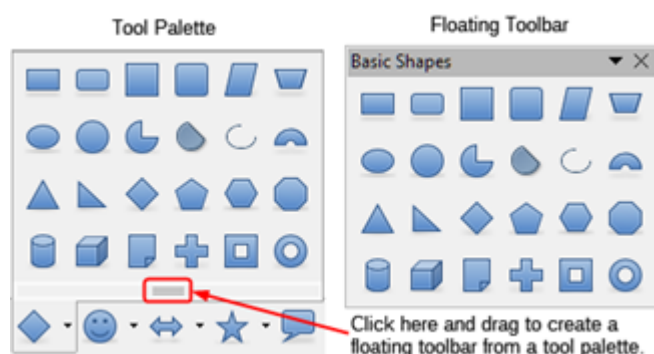 Tool Palette
Floating Toolbar
Basic Shapes
Click here and drag to create a
floating toolbar from a tool palette.